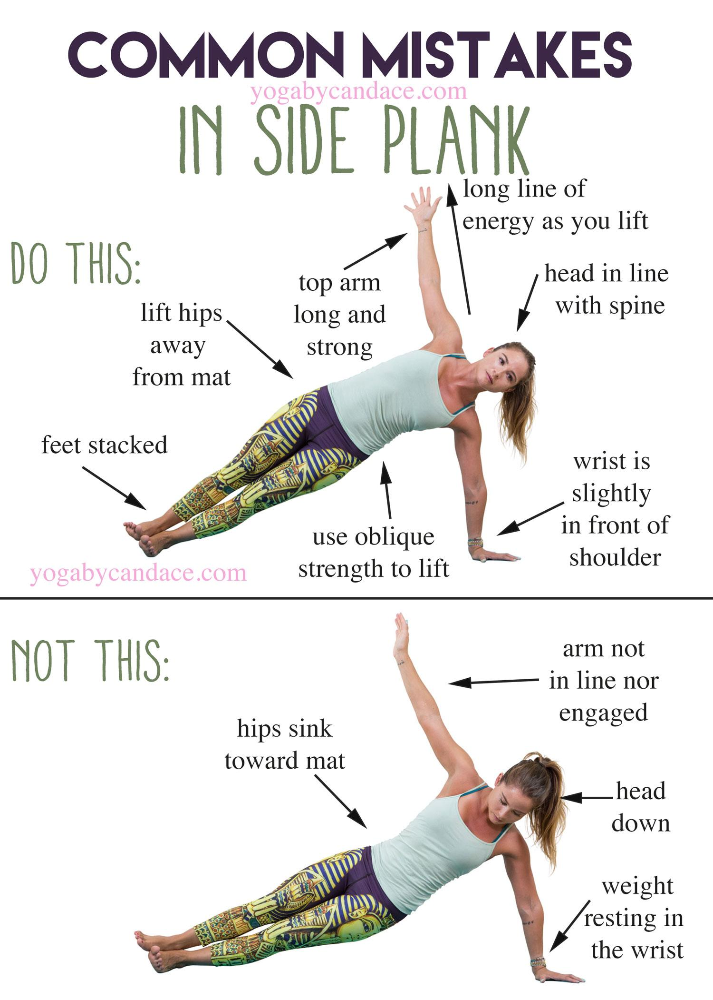 COMMON MISTAKES
yogabycandace.com
IN SIDE PLANK
long line of
energy as you lift
DO THIS:
head in line
with spine
top arm
long and
strong
lift hips
away
from mat
feet stacked
wrist is
slightly
in front of
shoulder
use oblique
strength to lift
yogabycandace.com
NOT THIS:
arm not
in line nor
engaged
hips sink
toward mat
head
down
weight
resting in
the wrist